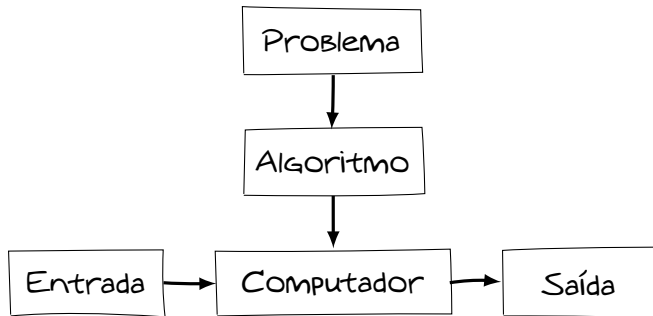 Problema
Algoritmo
Entrada
Computador
Saída